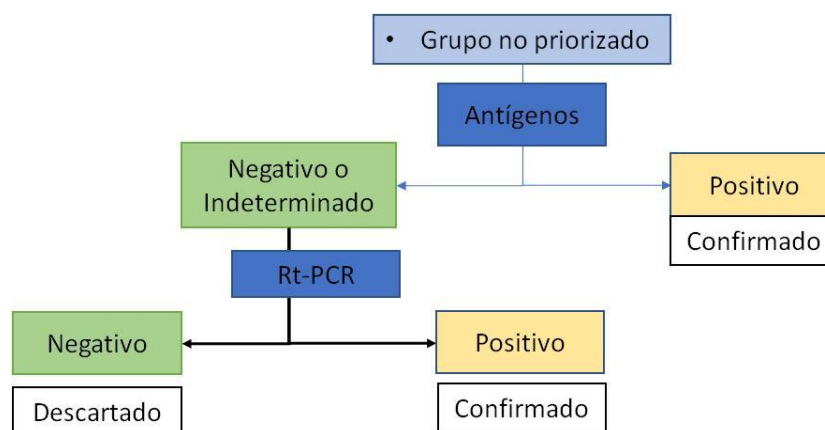 • Grupo no priorizado
Antígenos
Negativo o
Indeterminado
Positivo
Confirmado
Rt-PCR
Negativo
Positivo
Descartado
Confirmado